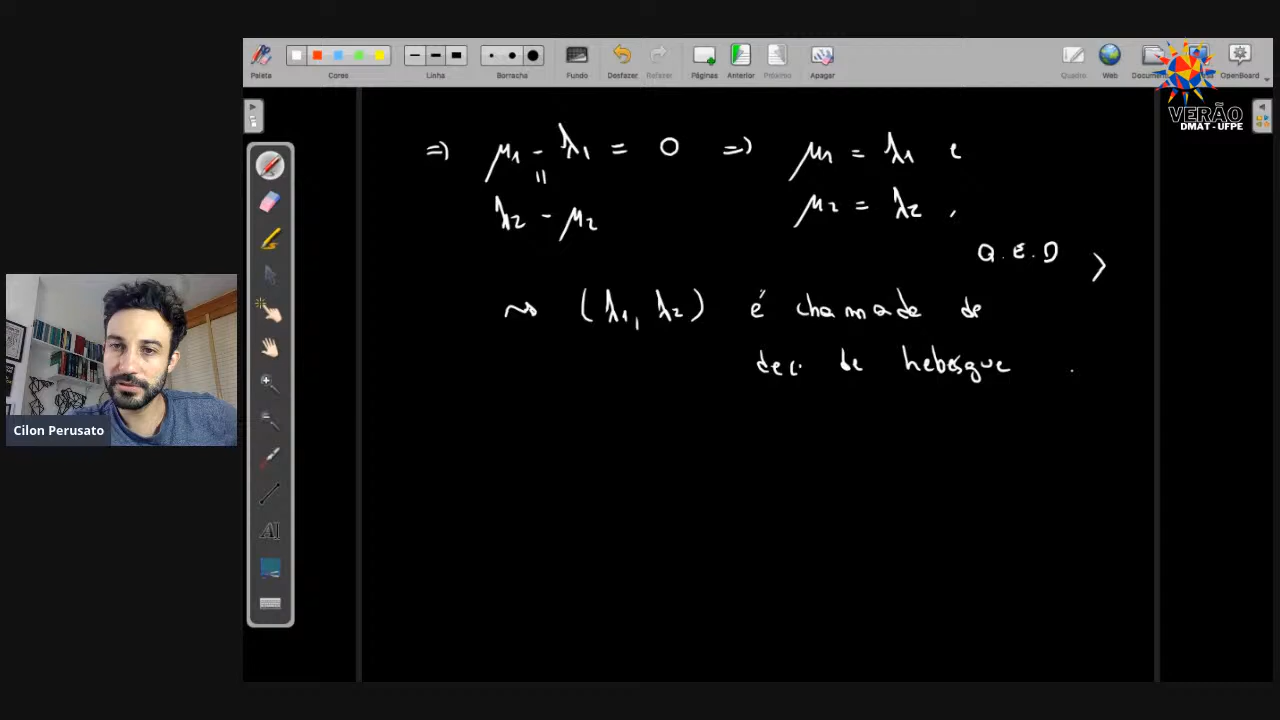 Paleta Cores Linha Borracha Fundo Desfazer Refazer Páginas Anterior Próximo Apagar Quadro Web OpenBoard
VERÃO
DMAT - UFPE
=> μ1 - λ1 = 0 => μ1 = λ1 e
λ2 - μ2 μ2 = λ2 ,
Q.E.D
~> (λ1, λ2) é chamada de
dec. de Lebesgue .
Cilon Perusato